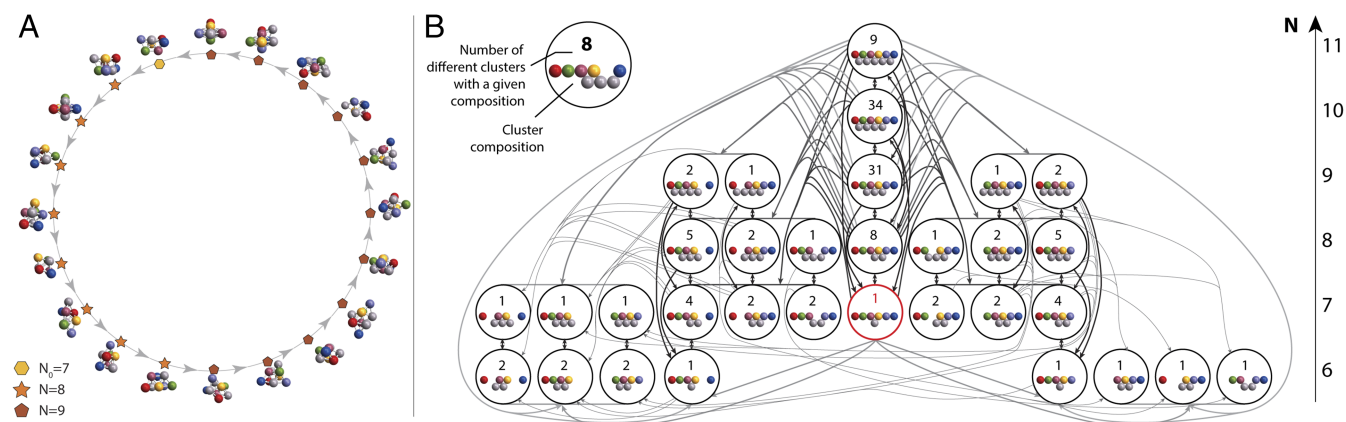 A
N₀=7
N=8
N=9
B
8
Number of
different clusters
with a given
composition
Cluster
composition
N
9 11
34 10
2 1 31 1 2 9
5 2 1 8 1 2 5 8
1 1 1 4 2 2 1 2 2 4 7
2 2 2 1 1 1 1 1 6